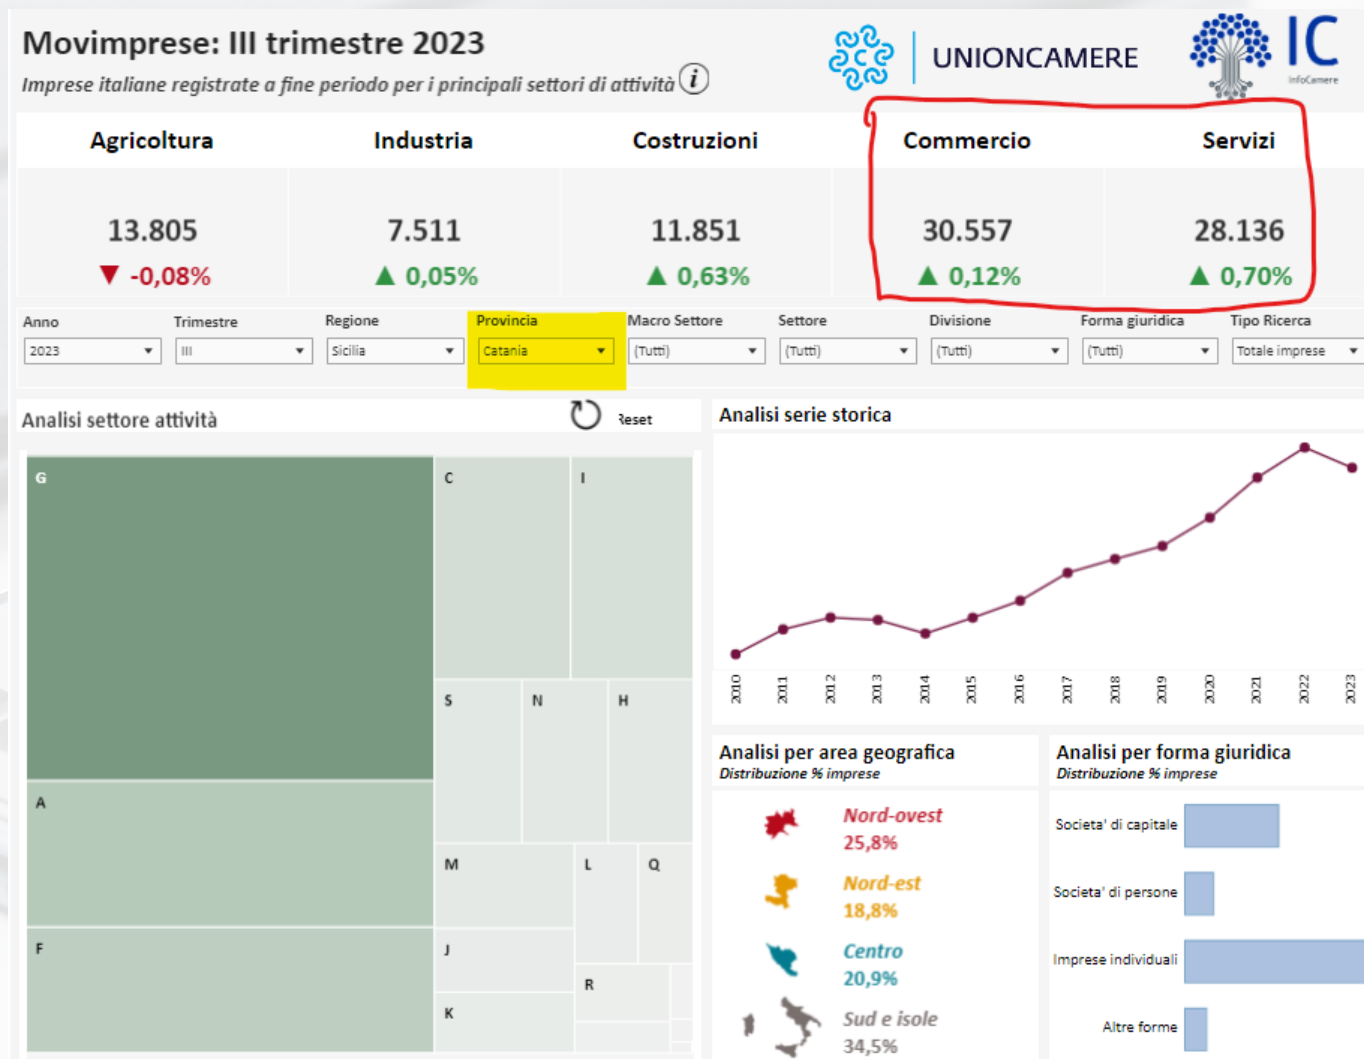 Movimprese: III trimestre 2023
Imprese italiane registrate a fine periodo per i principali settori di attività i
UNIONCAMERE
IC
InfoCamere
Agricoltura Industria Costruzioni Commercio Servizi
13.805 7.511 11.851 30.557 28.136
▼ -0,08% ▲ 0,05% ▲ 0,63% ▲ 0,12% ▲ 0,70%
Anno Trimestre Regione Provincia Macro Settore Settore Divisione Forma giuridica Tipo Ricerca
2023 III Sicilia Catania (Tutti) (Tutti) (Tutti) (Tutti) Totale imprese
Analisi settore attività
Reset
G
C
I
S
N
H
A
M
L
Q
F
J
R
K
Analisi serie storica
2010 2011 2012 2013 2014 2015 2016 2017 2018 2019 2020 2021 2022 2023
Analisi per area geografica
Distribuzione % imprese
Nord-ovest
25,8%
Nord-est
18,8%
Centro
20,9%
Sud e isole
34,5%
Analisi per forma giuridica
Distribuzione % imprese
Societa' di capitale
Societa' di persone
Imprese individuali
Altre forme